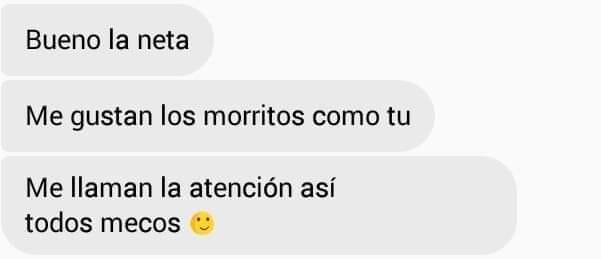 Bueno la neta
Me gustan los morritos como tu
Me llaman la atención así
todos mecos 🙂